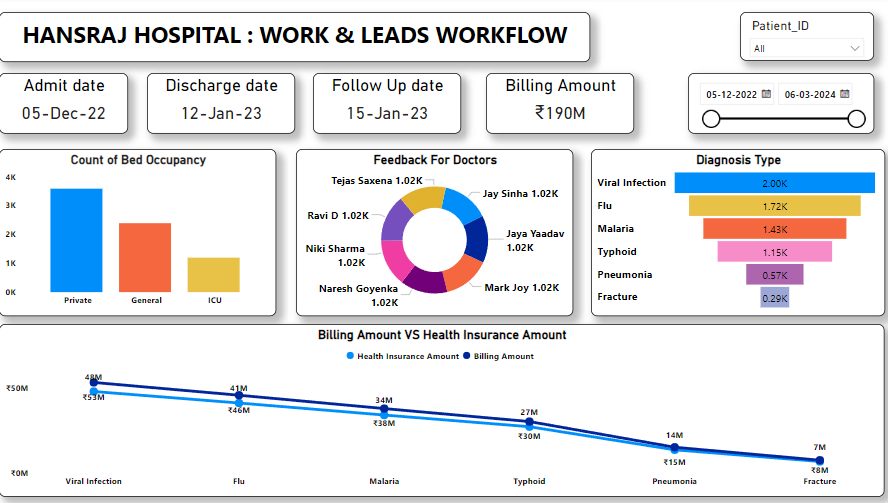 HANSRAJ HOSPITAL : WORK & LEADS WORKFLOW
Patient_ID
All
Admit date
05-Dec-22
Discharge date
12-Jan-23
Follow Up date
15-Jan-23
Billing Amount
₹190M
05-12-2022
06-03-2024
Count of Bed Occupancy
4K
3K
2K
1K
0K
Private
General
ICU
Feedback For Doctors
Tejas Saxena 1.02K
Jay Sinha 1.02K
Ravi D 1.02K
Jaya Yaadav
1.02K
Niki Sharma
1.02K
Mark Joy 1.02K
Naresh Goyenka
1.02K
Diagnosis Type
Viral Infection 2.00K
Flu 1.72K
Malaria 1.43K
Typhoid 1.15K
Pneumonia 0.57K
Fracture 0.29K
Billing Amount VS Health Insurance Amount
Health Insurance Amount Billing Amount
₹50M
₹0M
48M
₹53M
41M
₹46M
34M
₹38M
27M
₹30M
14M
₹15M
7M
₹8M
Viral Infection
Flu
Malaria
Typhoid
Pneumonia
Fracture